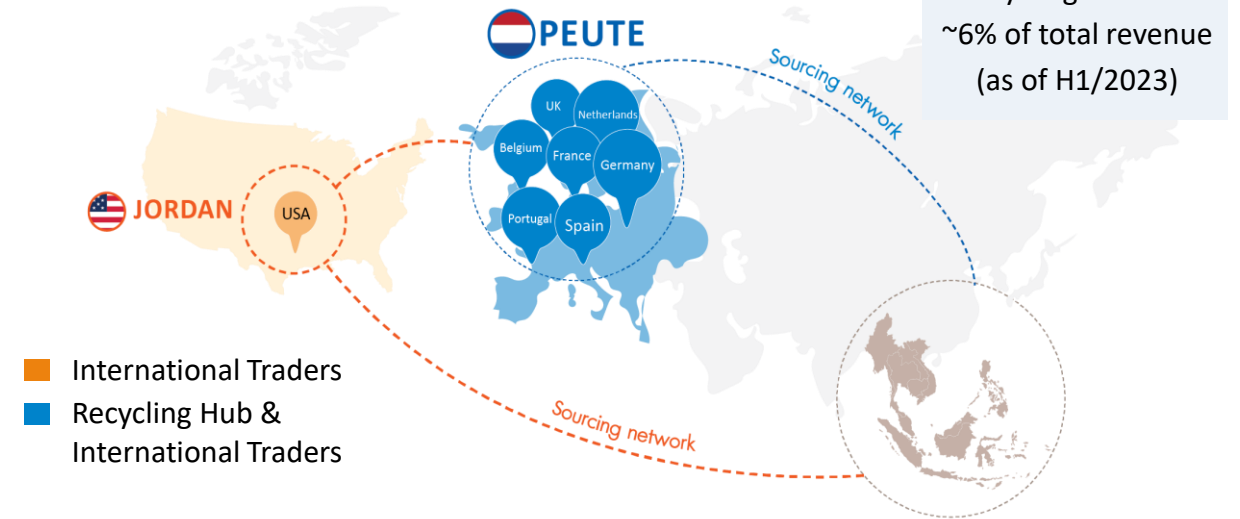 ~6% of total revenue
(as of H1/2023)
PEUTE
Sourcing network
UK
Netherlands
Belgium
France
Germany
Portugal
Spain
JORDAN
USA
International Traders
Recycling Hub &
International Traders
Sourcing network